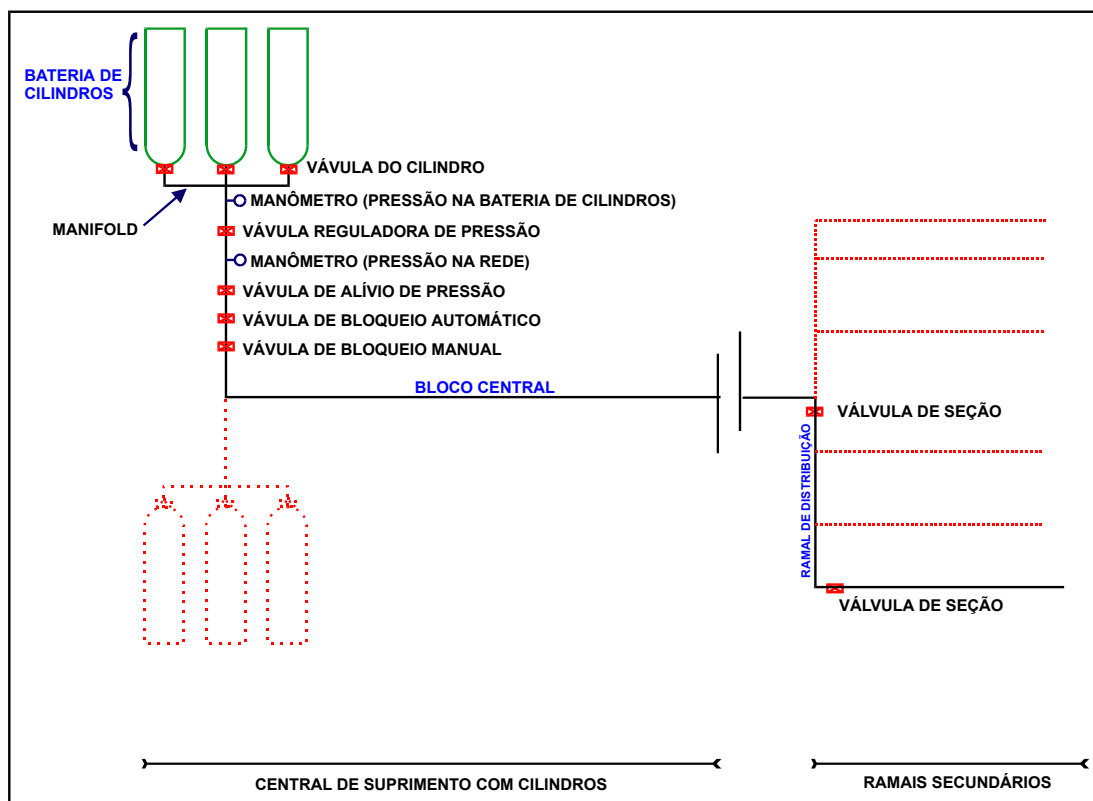 BATERIA DE
CILINDROS
VÁVULA DO CILINDRO
MANÔMETRO (PRESSÃO NA BATERIA DE CILINDROS)
MANIFOLD
VÁVULA REGULADORA DE PRESSÃO
MANÔMETRO (PRESSÃO NA REDE)
VÁVULA DE ALÍVIO DE PRESSÃO
VÁVULA DE BLOQUEIO AUTOMÁTICO
VÁVULA DE BLOQUEIO MANUAL
BLOCO CENTRAL
VÁLVULA DE SEÇÃO
RAMAL DE DISTRIBUIÇÃO
VÁLVULA DE SEÇÃO
CENTRAL DE SUPRIMENTO COM CILINDROS
RAMAIS SECUNDÁRIOS